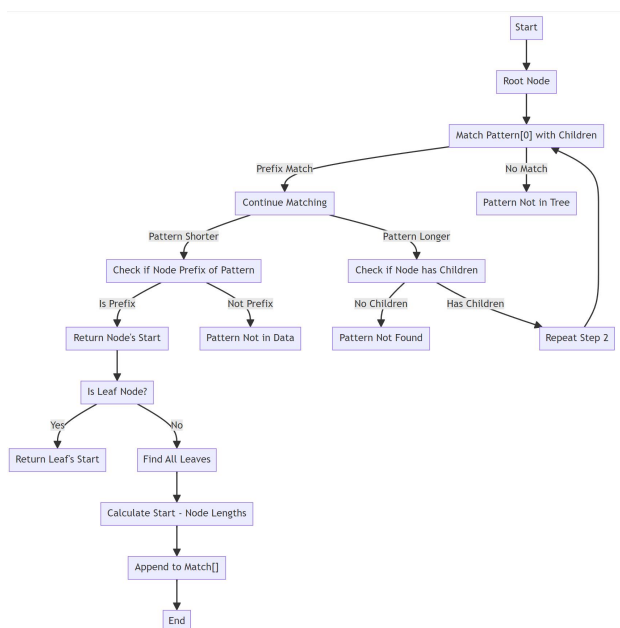 Start
Root Node
Match Pattern[0] with Children
Prefix Match
No Match
Continue Matching
Pattern Not in Tree
Pattern Shorter
Pattern Longer
Check if Node Prefix of Pattern
Check if Node has Children
Is Prefix
Not Prefix
No Children
Has Children
Return Node's Start
Pattern Not in Data
Pattern Not Found
Repeat Step 2
Is Leaf Node?
Yes
No
Return Leaf's Start
Find All Leaves
Calculate Start - Node Lengths
Append to Match[]
End